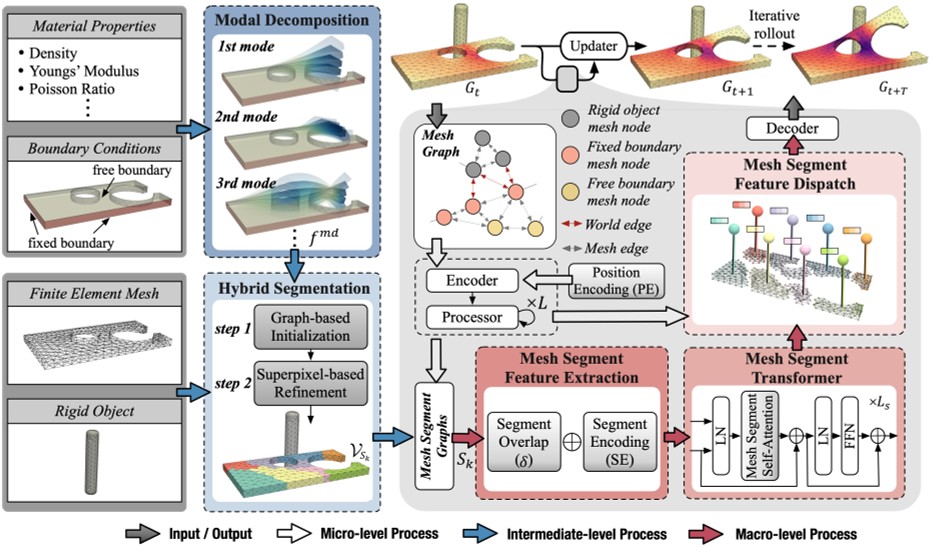 Material Properties
• Density
• Youngs' Modulus
• Poisson Ratio
⋮
Boundary Conditions
free boundary
fixed boundary
Finite Element Mesh
Rigid Object
Modal Decomposition
1st mode
2nd mode
3rd mode
⋮ f^{md}
Hybrid Segmentation
step 1
Graph-based
Initialization
step 2
Superpixel-based
Refinement
𝒱_{S_k}
G_t
Updater
G_{t+1}
Iterative
rollout
G_{t+T}
Mesh
Graph
Rigid object
mesh node
Fixed boundary
mesh node
Free boundary
mesh node
World edge
Mesh edge
Encoder
Position
Encoding (PE)
Processor
×L
Decoder
Mesh Segment
Feature Dispatch
Mesh Segment
Graphs
S_k
Mesh Segment
Feature Extraction
Segment
Overlap
(δ)
⊕
Segment
Encoding
(SE)
Mesh Segment
Transformer
LN
Mesh Segment
Self-Attention
LN
FFN
×L_s
Input / Output
Micro-level Process
Intermediate-level Process
Macro-level Process